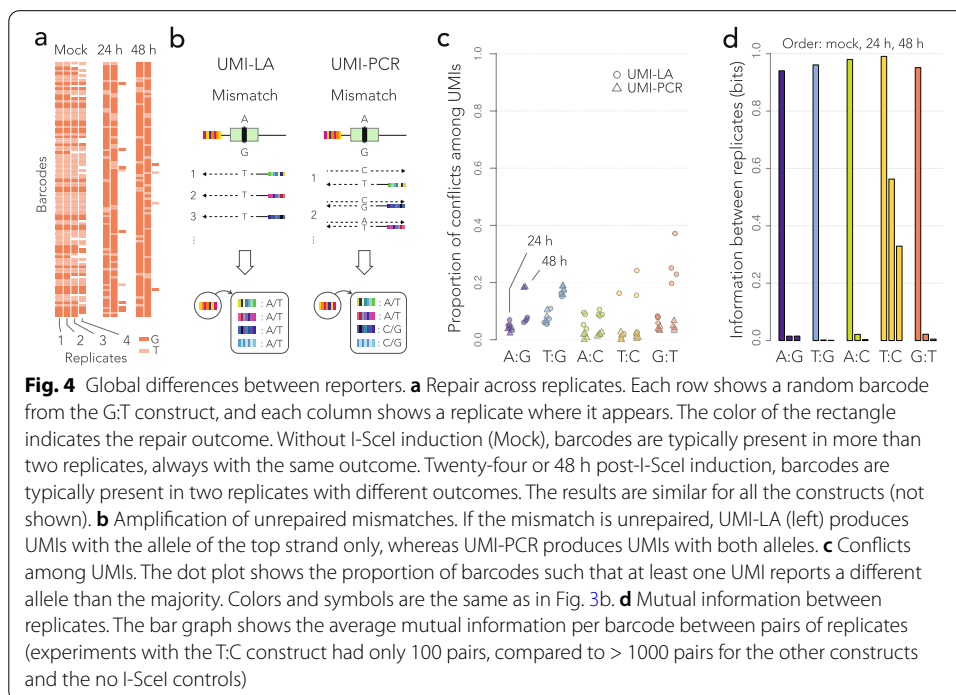 a
Mock 24 h 48 h
Barcodes
1 2 3 4
Replicates
G
T
b
UMI-LA
Mismatch
A
G
1 T
2 T
3 T
⋮
: A/T
: A/T
: A/T
: A/T
UMI-PCR
Mismatch
A
G
C
1 T
C
2 G
A
T
⋮
: A/T
: A/T
: C/G
: C/G
c
Proportion of conflicts among UMIs
1.0
0.8
0.6
0.4
0.2
0.0
UMI-LA
UMI-PCR
24 h
48 h
A:G T:G A:C T:C G:T
d
Order: mock, 24 h, 48 h
Information between replicates (bits)
1.0
0.8
0.6
0.4
0.2
0.0
A:G T:G A:C T:C G:T
Fig. 4 Global differences between reporters. a Repair across replicates. Each row shows a random barcode
from the G:T construct, and each column shows a replicate where it appears. The color of the rectangle
indicates the repair outcome. Without I-SceI induction (Mock), barcodes are typically present in more than
two replicates, always with the same outcome. Twenty-four or 48 h post-I-SceI induction, barcodes are
typically present in two replicates with different outcomes. The results are similar for all the constructs (not
shown). b Amplification of unrepaired mismatches. If the mismatch is unrepaired, UMI-LA (left) produces
UMIs with the allele of the top strand only, whereas UMI-PCR produces UMIs with both alleles. c Conflicts
among UMIs. The dot plot shows the proportion of barcodes such that at least one UMI reports a different
allele than the majority. Colors and symbols are the same as in Fig. 3b. d Mutual information between
replicates. The bar graph shows the average mutual information per barcode between pairs of replicates
(experiments with the T:C construct had only 100 pairs, compared to > 1000 pairs for the other constructs
and the no I-SceI controls)